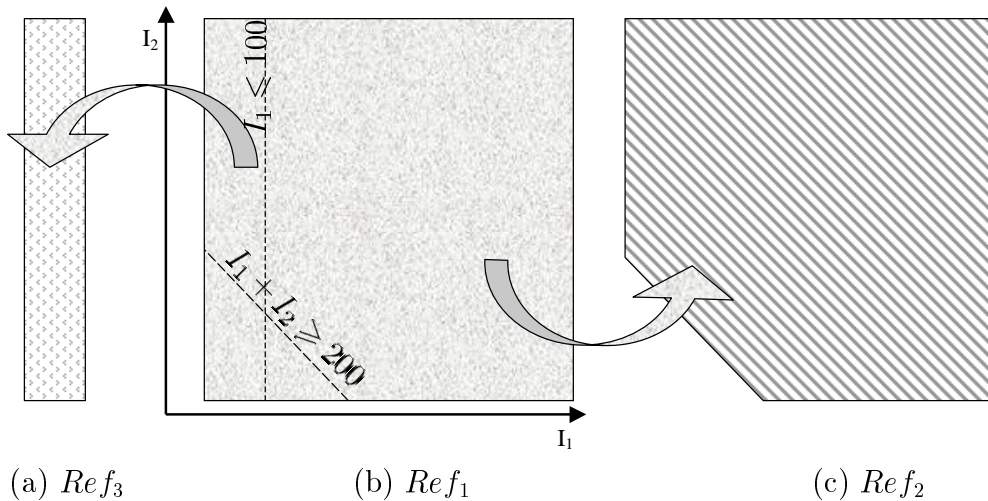 I₂
I₁ ⩽ 100
I₁ + I₂ ⩾ 200
I₁
(a) Ref₃
(b) Ref₁
(c) Ref₂